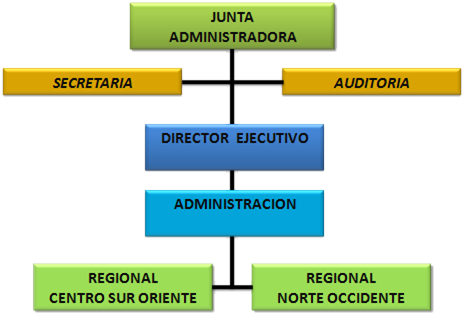 JUNTA
ADMINISTRADORA
SECRETARIA
AUDITORIA
DIRECTOR EJECUTIVO
ADMINISTRACION
REGIONAL
CENTRO SUR ORIENTE
REGIONAL
NORTE OCCIDENTE